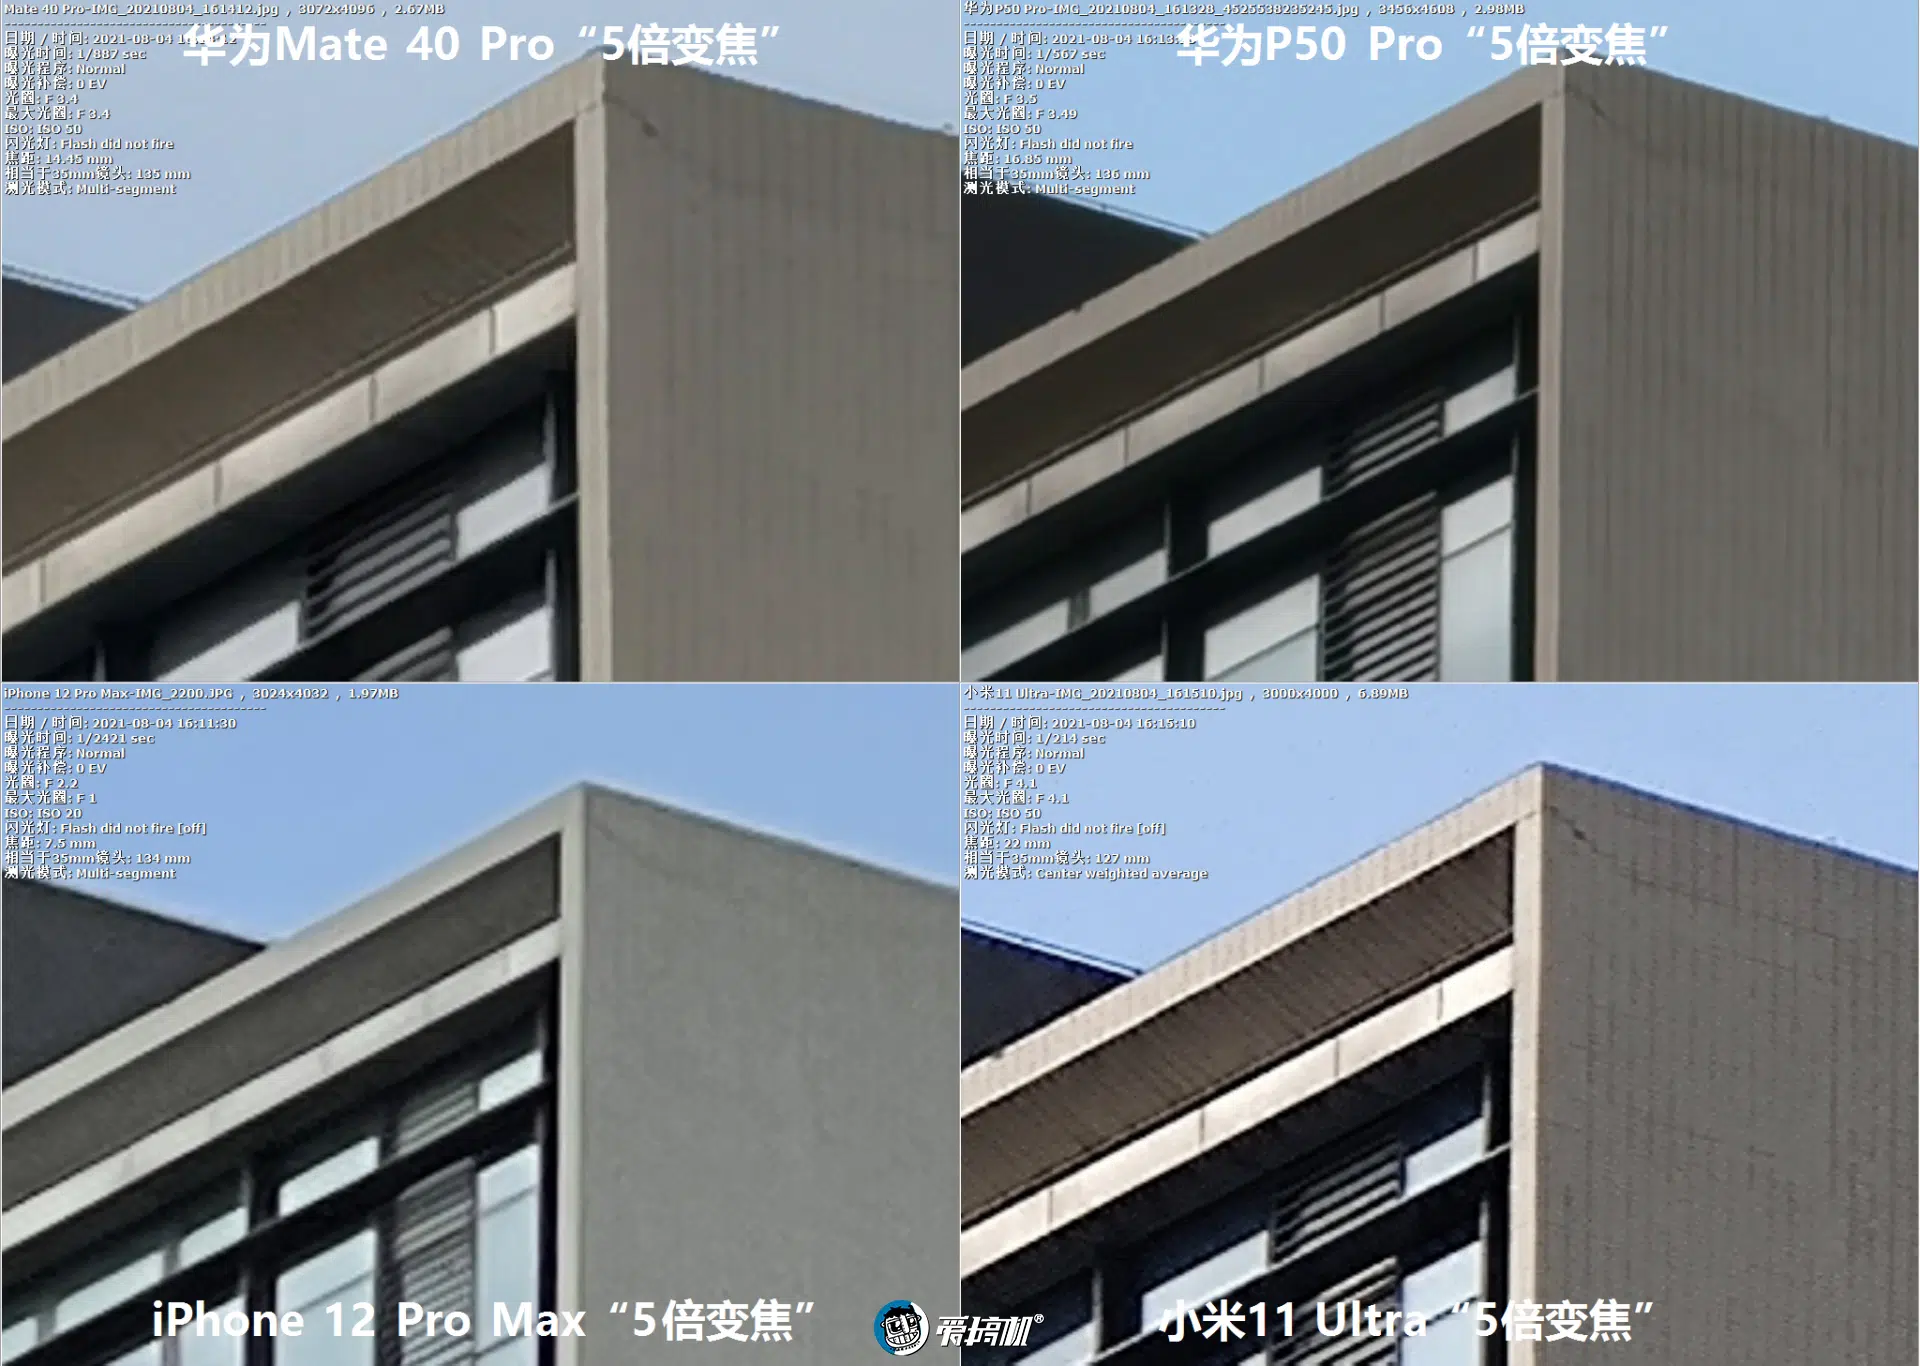 Mate 40 Pro-IMG_20210804_161412.jpg , 3072x4096 , 2.67MB
华为Mate 40 Pro“5倍变焦”
日期 / 时间: 2021-08-04
曝光时间: 1/887 sec
曝光程序: Normal
曝光补偿: 0 EV
光圈: F 3.4
最大光圈: F 3.4
ISO: ISO 50
闪光灯: Flash did not fire
焦距: 14.45 mm
相当于35mm镜头: 135 mm
测光模式: Multi-segment
华为P50 Pro-IMG_20210804_161328_4525538235245.jpg , 3456x4608 , 2.98MB
华为P50 Pro“5倍变焦”
日期 / 时间: 2021-08-04
曝光时间: 1/567 sec
曝光程序: Normal
曝光补偿: 0 EV
光圈: F 3.5
最大光圈: F 3.49
ISO: ISO 50
闪光灯: Flash did not fire
焦距: 16.85 mm
相当于35mm镜头: 136 mm
测光模式: Multi-segment
iPhone 12 Pro Max-IMG_2200.JPG , 3024x4032 , 1.97MB
日期 / 时间: 2021-08-04 16:11:30
曝光时间: 1/2421 sec
曝光程序: Normal
曝光补偿: 0 EV
光圈: F 2.2
最大光圈: F 1
ISO: ISO 20
闪光灯: Flash did not fire [off]
焦距: 7.5 mm
相当于35mm镜头: 134 mm
测光模式: Multi-segment
iPhone 12 Pro Max“5倍变焦”
小米11 Ultra-IMG_20210804_161510.jpg , 3000x4000 , 6.89MB
日期 / 时间: 2021-08-04 16:15:10
曝光时间: 1/214 sec
曝光程序: Normal
曝光补偿: 0 EV
光圈: F 4.1
最大光圈: F 4.1
ISO: ISO 50
闪光灯: Flash did not fire [off]
焦距: 22 mm
相当于35mm镜头: 127 mm
测光模式: Center weighted average
小米11 Ultra“5倍变焦”
爱搞机®